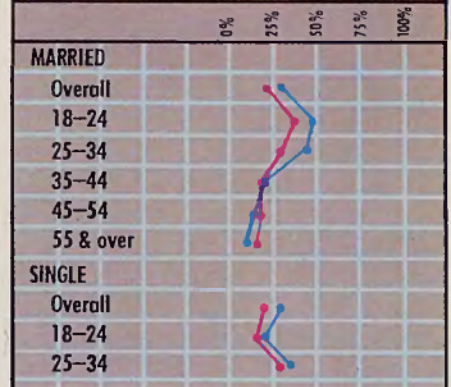 0% 25% 50% 75% 100%
MARRIED
Overall
18–24
25–34
35–44
45–54
55 & over
SINGLE
Overall
18–24
25–34